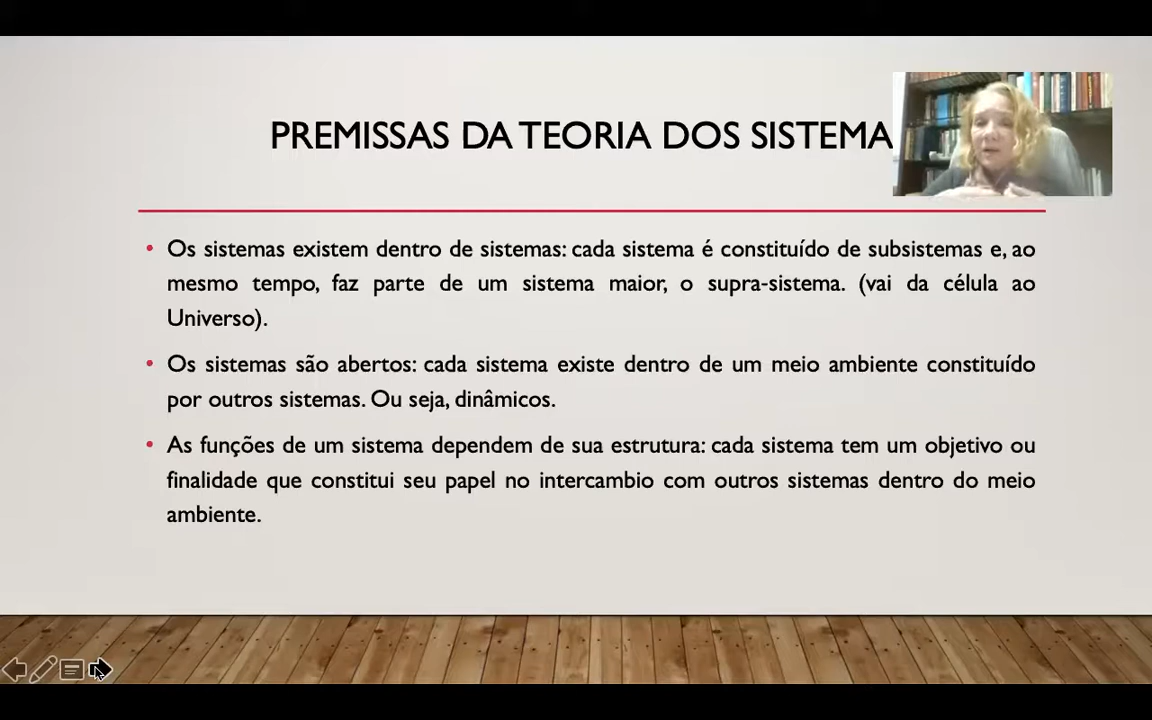 PREMISSAS DA TEORIA DOS SISTEMA
Os sistemas existem dentro de sistemas: cada sistema é constituído de subsistemas e, ao
mesmo tempo, faz parte de um sistema maior, o supra-sistema. (vai da célula ao
Universo).
Os sistemas são abertos: cada sistema existe dentro de um meio ambiente constituído
por outros sistemas. Ou seja, dinâmicos.
As funções de um sistema dependem de sua estrutura: cada sistema tem um objetivo ou
finalidade que constitui seu papel no intercambio com outros sistemas dentro do meio
ambiente.